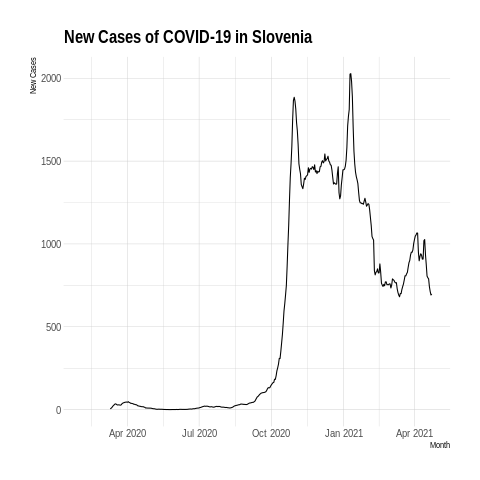 New Cases of COVID-19 in Slovenia
New Cases
2000
1500
1000
500
0
Apr 2020 Jul 2020 Oct 2020 Jan 2021 Apr 2021
Month